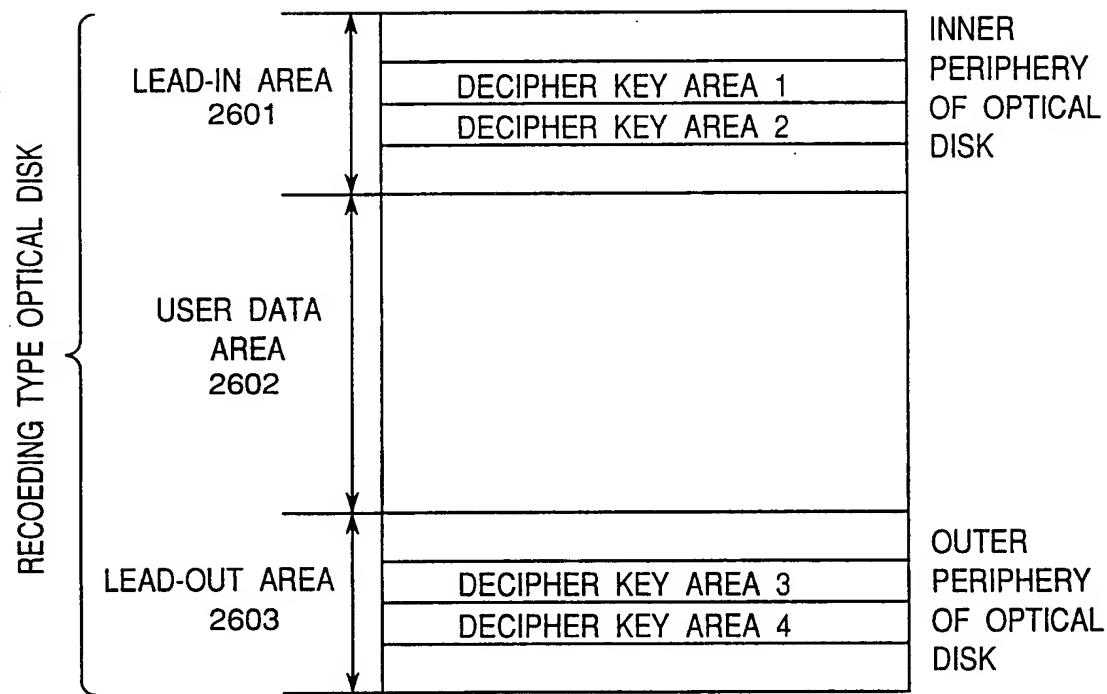 RECOEDING TYPE OPTICAL DISK
LEAD-IN AREA
2601
DECIPHER KEY AREA 1
DECIPHER KEY AREA 2
INNER
PERIPHERY
OF OPTICAL
DISK
USER DATA
AREA
2602
LEAD-OUT AREA
2603
DECIPHER KEY AREA 3
DECIPHER KEY AREA 4
OUTER
PERIPHERY
OF OPTICAL
DISK